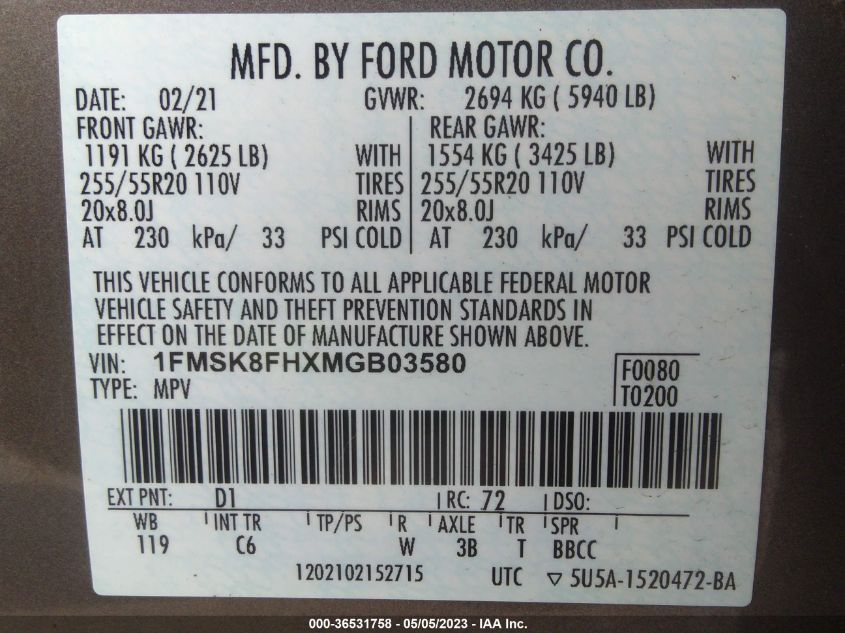 MFD. BY FORD MOTOR CO.
DATE: 02/21 GVWR: 2694 KG ( 5940 LB)
FRONT GAWR: REAR GAWR:
1191 KG ( 2625 LB) WITH 1554 KG ( 3425 LB) WITH
255/55R20 110V TIRES 255/55R20 110V TIRES
20x8.0J RIMS 20x8.0J RIMS
AT 230 kPa/ 33 PSI COLD AT 230 kPa/ 33 PSI COLD
THIS VEHICLE CONFORMS TO ALL APPLICABLE FEDERAL MOTOR
VEHICLE SAFETY AND THEFT PREVENTION STANDARDS IN
EFFECT ON THE DATE OF MANUFACTURE SHOWN ABOVE.
VIN: 1FMSK8FHXMGB03580 F0080
TYPE: MPV T0200
EXT PNT: D1 RC: 72 DSO:
WB INT TR TP/PS R AXLE TR SPR
119 C6 W 3B T BBCC
1202102152715 UTC ▽ 5U5A-1520472-BA
000-36531758 - 05/05/2023 - IAA Inc.